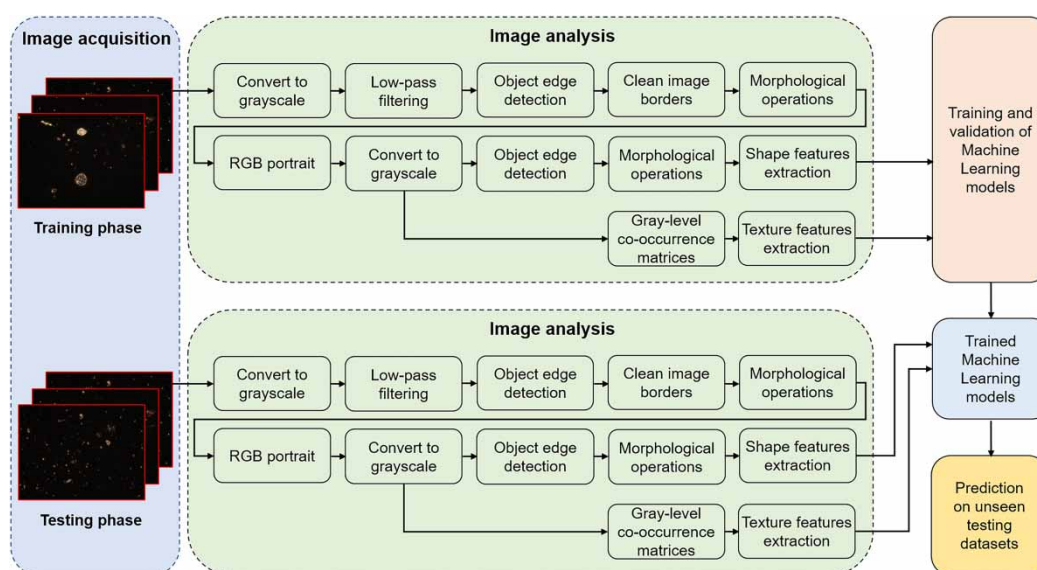 Image acquisition
Training phase
Testing phase
Image analysis
Convert to
grayscale
Low-pass
filtering
Object edge
detection
Clean image
borders
Morphological
operations
RGB portrait
Convert to
grayscale
Object edge
detection
Morphological
operations
Shape features
extraction
Gray-level
co-occurrence
matrices
Texture features
extraction
Image analysis
Convert to
grayscale
Low-pass
filtering
Object edge
detection
Clean image
borders
Morphological
operations
RGB portrait
Convert to
grayscale
Object edge
detection
Morphological
operations
Shape features
extraction
Gray-level
co-occurrence
matrices
Texture features
extraction
Training and
validation of
Machine
Learning
models
Trained
Machine
Learning
models
Prediction
on unseen
testing
datasets